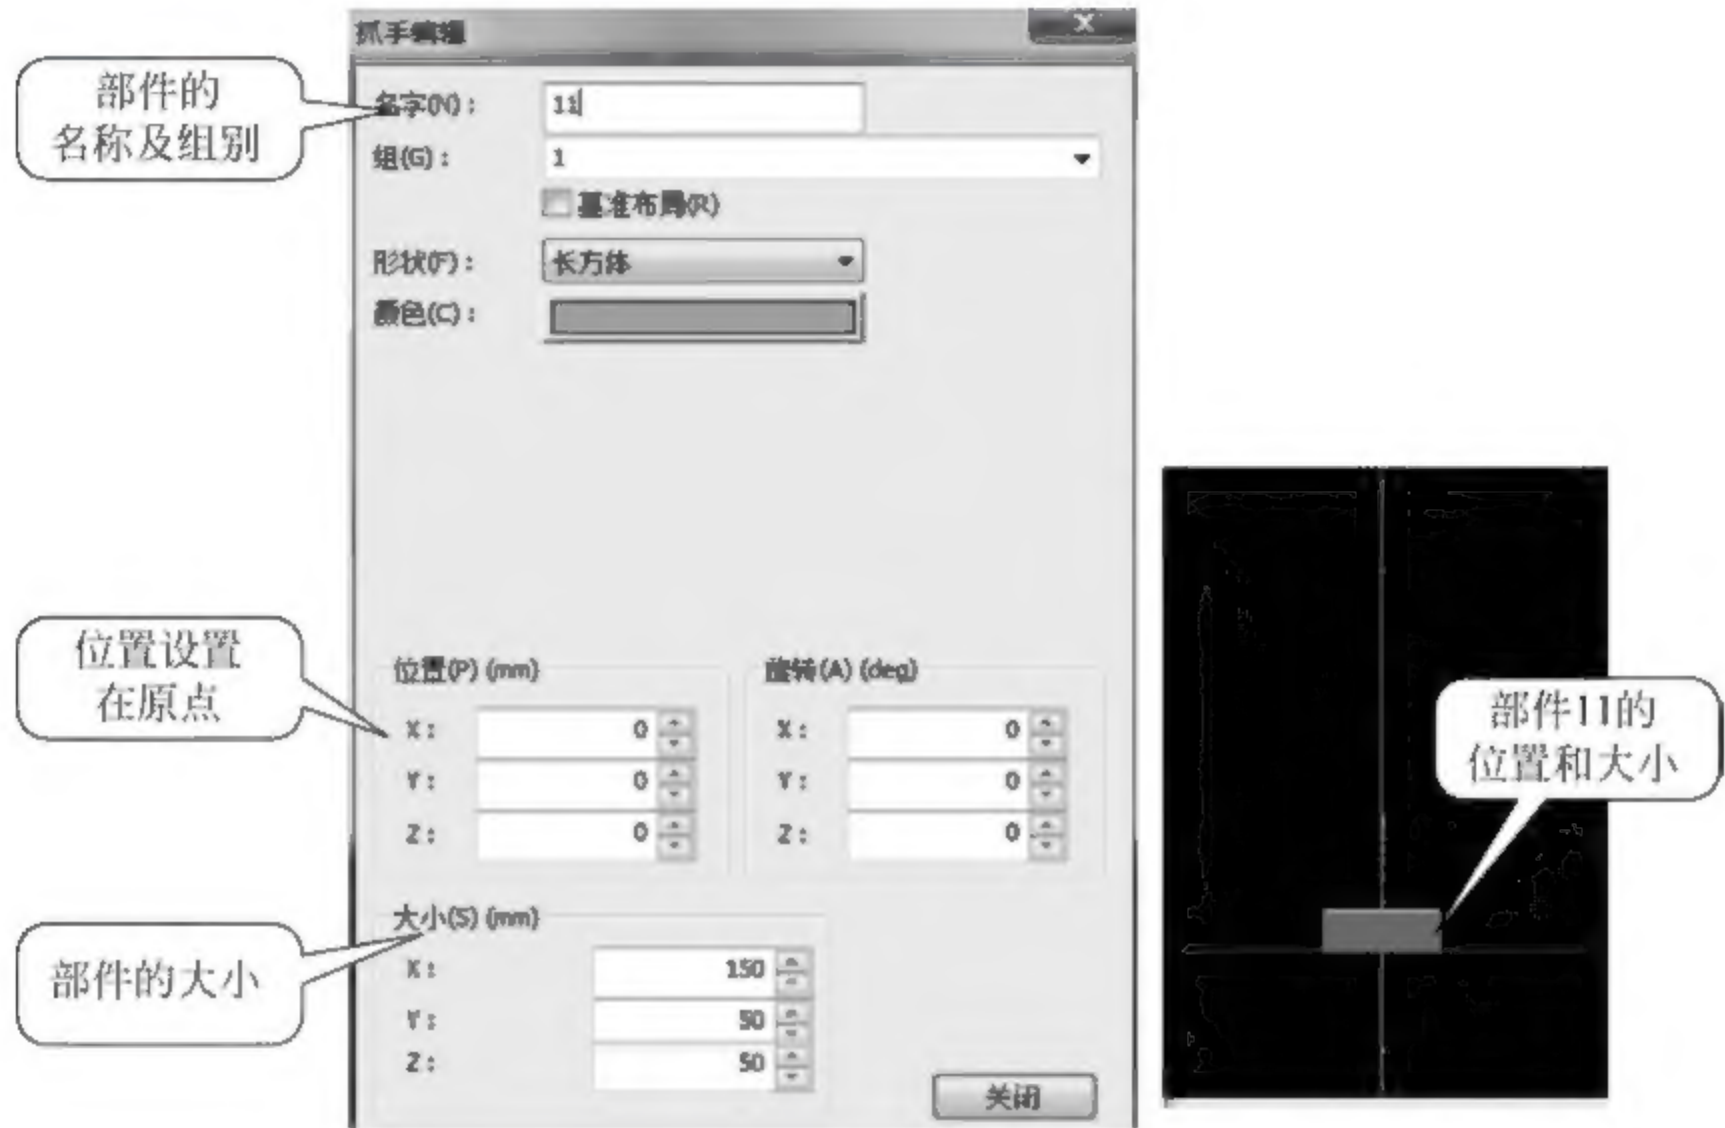 抓手编辑
X
部件的
名称及组别
名字(N)：
11
组(G)：
1
基准布局(R)
形状(F)：
长方体
颜色(C)：
位置设置
在原点
位置(P) (mm)
旋转(A) (deg)
X：
0
X：
0
Y：
0
Y：
0
Z：
0
Z：
0
部件11的
位置和大小
部件的大小
大小(S) (mm)
X：
150
Y：
50
Z：
50
关闭